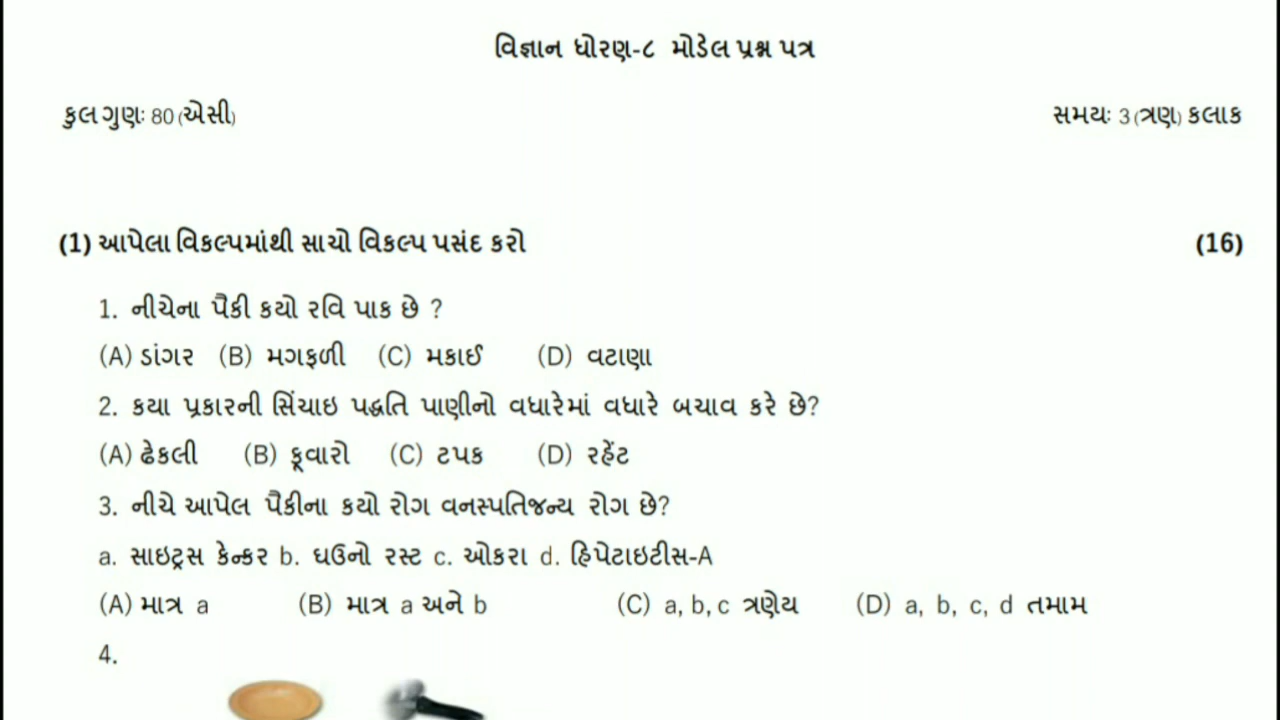 વિજ્ઞાન ધોરણ-૮ મોડેલ પ્રશ્ન પત્ર
કુલ ગુણઃ 80 (એસી) સમયઃ 3 (ત્રણ) કલાક
(1) આપેલા વિકલ્પમાંથી સાચો વિકલ્પ પસંદ કરો (16)
1. નીચેના પૈકી કયો રવિ પાક છે ?
(A) ડાંગર (B) મગફળી (C) મકાઈ (D) વટાણા
2. કયા પ્રકારની સિંચાઇ પદ્ધતિ પાણીનો વધારેમાં વધારે બચાવ કરે છે?
(A) ઢેકલી (B) ફૂવારો (C) ટપક (D) રહેંટ
3. નીચે આપેલ પૈકીના કયો રોગ વનસ્પતિજન્ય રોગ છે?
a. સાઇટ્રસ કેન્કર b. ઘઉંનો રસ્ટ c. ઓકરા d. હિપેટાઇટીસ-A
(A) માત્ર a (B) માત્ર a અને b (C) a, b, c ત્રણેય (D) a, b, c, d તમામ
4.